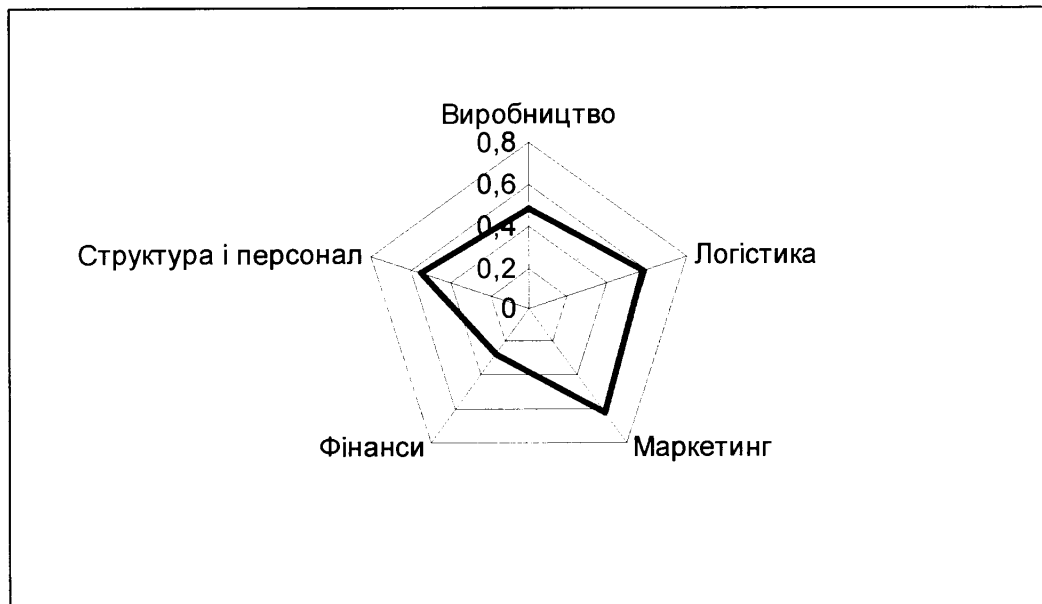 Виробництво
0,8
0,6
0,4
0,2
0
Структура і персонал
Логістика
Фінанси
Маркетинг